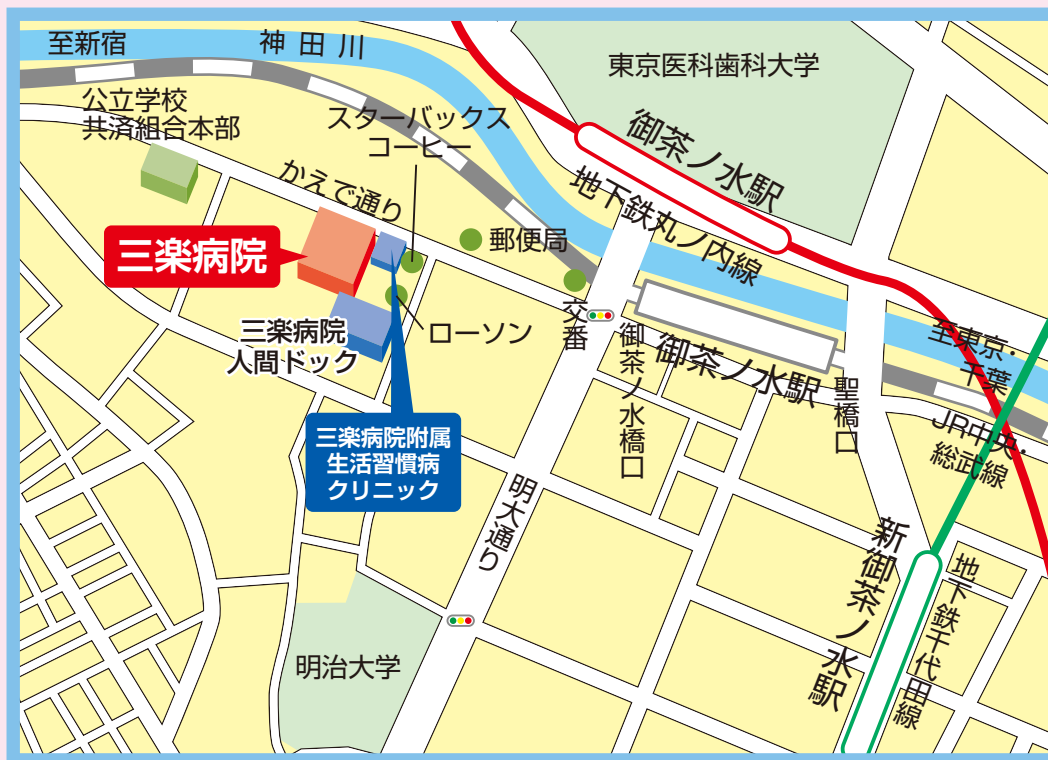 至新宿
神田川
東京医科歯科大学
公立学校
共済組合本部
スターバックス
コーヒー
御茶ノ水駅
かえで通り
地下鉄丸ノ内線
三楽病院
郵便局
交番
三楽病院
人間ドック
ローソン
御茶ノ水橋口
御茶ノ水駅
聖橋口
至東京・
千葉
JR中央・
総武線
三楽病院附属
生活習慣病
クリニック
明大通り
新御茶ノ水駅
地下鉄千代田線
明治大学